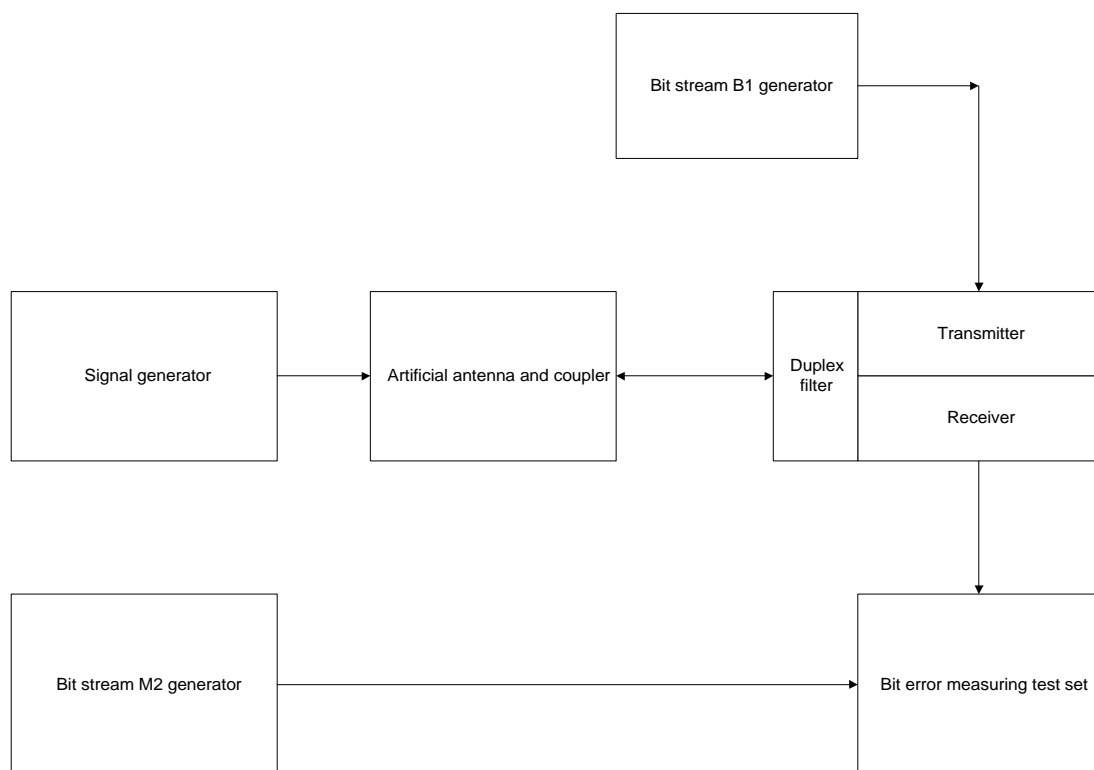 Bit stream B1 generator
Transmitter
Signal generator
Artificial antenna and coupler
Duplex
filter
Receiver
Bit stream M2 generator
Bit error measuring test set